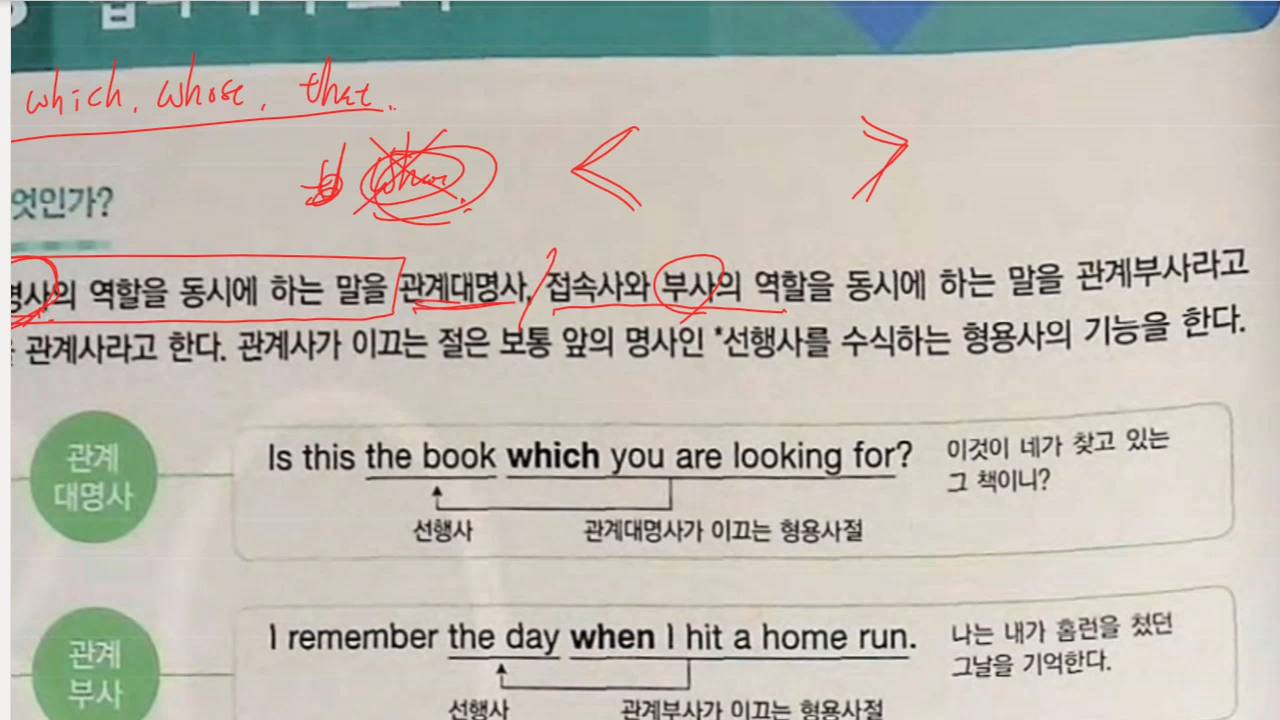 which, whose, that.
엇인가?
명사의 역할을 동시에 하는 말을 관계대명사, 접속사와 부사의 역할을 동시에 하는 말을 관계부사라고
관계사라고 한다. 관계사가 이끄는 절은 보통 앞의 명사인 *선행사를 수식하는 형용사의 기능을 한다.
관계
대명사
Is this the book which you are looking for?
이것이 네가 찾고 있는
그 책이니?
선행사
관계대명사가 이끄는 형용사절
관계
부사
I remember the day when I hit a home run.
나는 내가 홈런을 쳤던
그날을 기억한다.
선행사
관계부사가 이끄는 형용사절